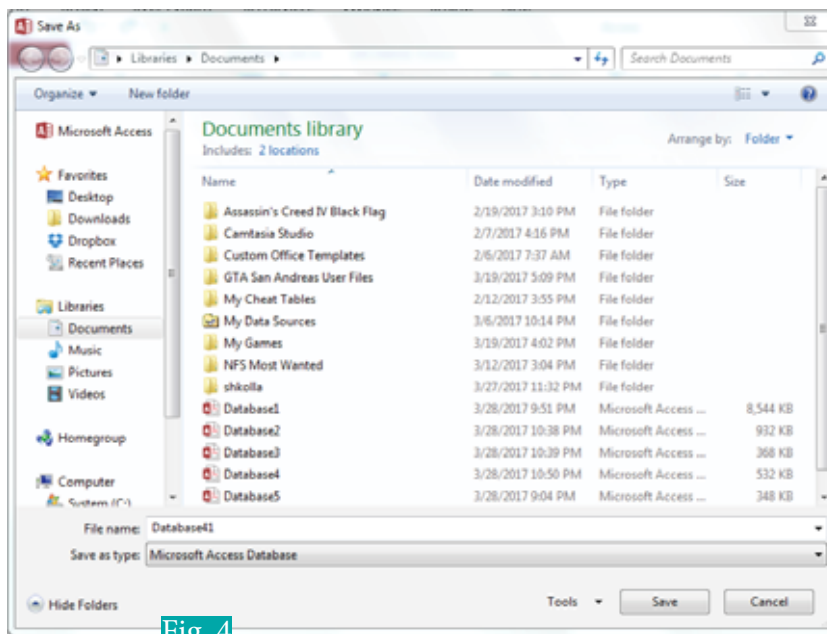 Save As
Libraries Documents Search Documents
Organize New folder
Microsoft Access
Favorites
Desktop
Downloads
Dropbox
Recent Places
Libraries
Documents
Music
Pictures
Videos
Homegroup
Computer
System (C:)
Documents library
Includes: 2 locations
Arrange by: Folder
Name Date modified Type Size
Assassin's Creed IV Black Flag 2/19/2017 3:10 PM File folder
Camtasia Studio 2/7/2017 4:16 PM File folder
Custom Office Templates 2/6/2017 7:37 AM File folder
GTA San Andreas User Files 3/19/2017 5:09 PM File folder
My Cheat Tables 2/12/2017 3:55 PM File folder
My Data Sources 3/6/2017 10:14 PM File folder
My Games 3/19/2017 4:02 PM File folder
NFS Most Wanted 3/12/2017 3:04 PM File folder
shkolla 3/27/2017 11:32 PM File folder
Database1 3/28/2017 9:51 PM Microsoft Access ... 8,544 KB
Database2 3/28/2017 10:38 PM Microsoft Access ... 932 KB
Database3 3/28/2017 10:39 PM Microsoft Access ... 368 KB
Database4 3/28/2017 10:50 PM Microsoft Access ... 532 KB
Database5 3/28/2017 9:04 PM Microsoft Access ... 348 KB
File name: Database41
Save as type: Microsoft Access Database
Hide Folders Tools Save Cancel
Fig. 4